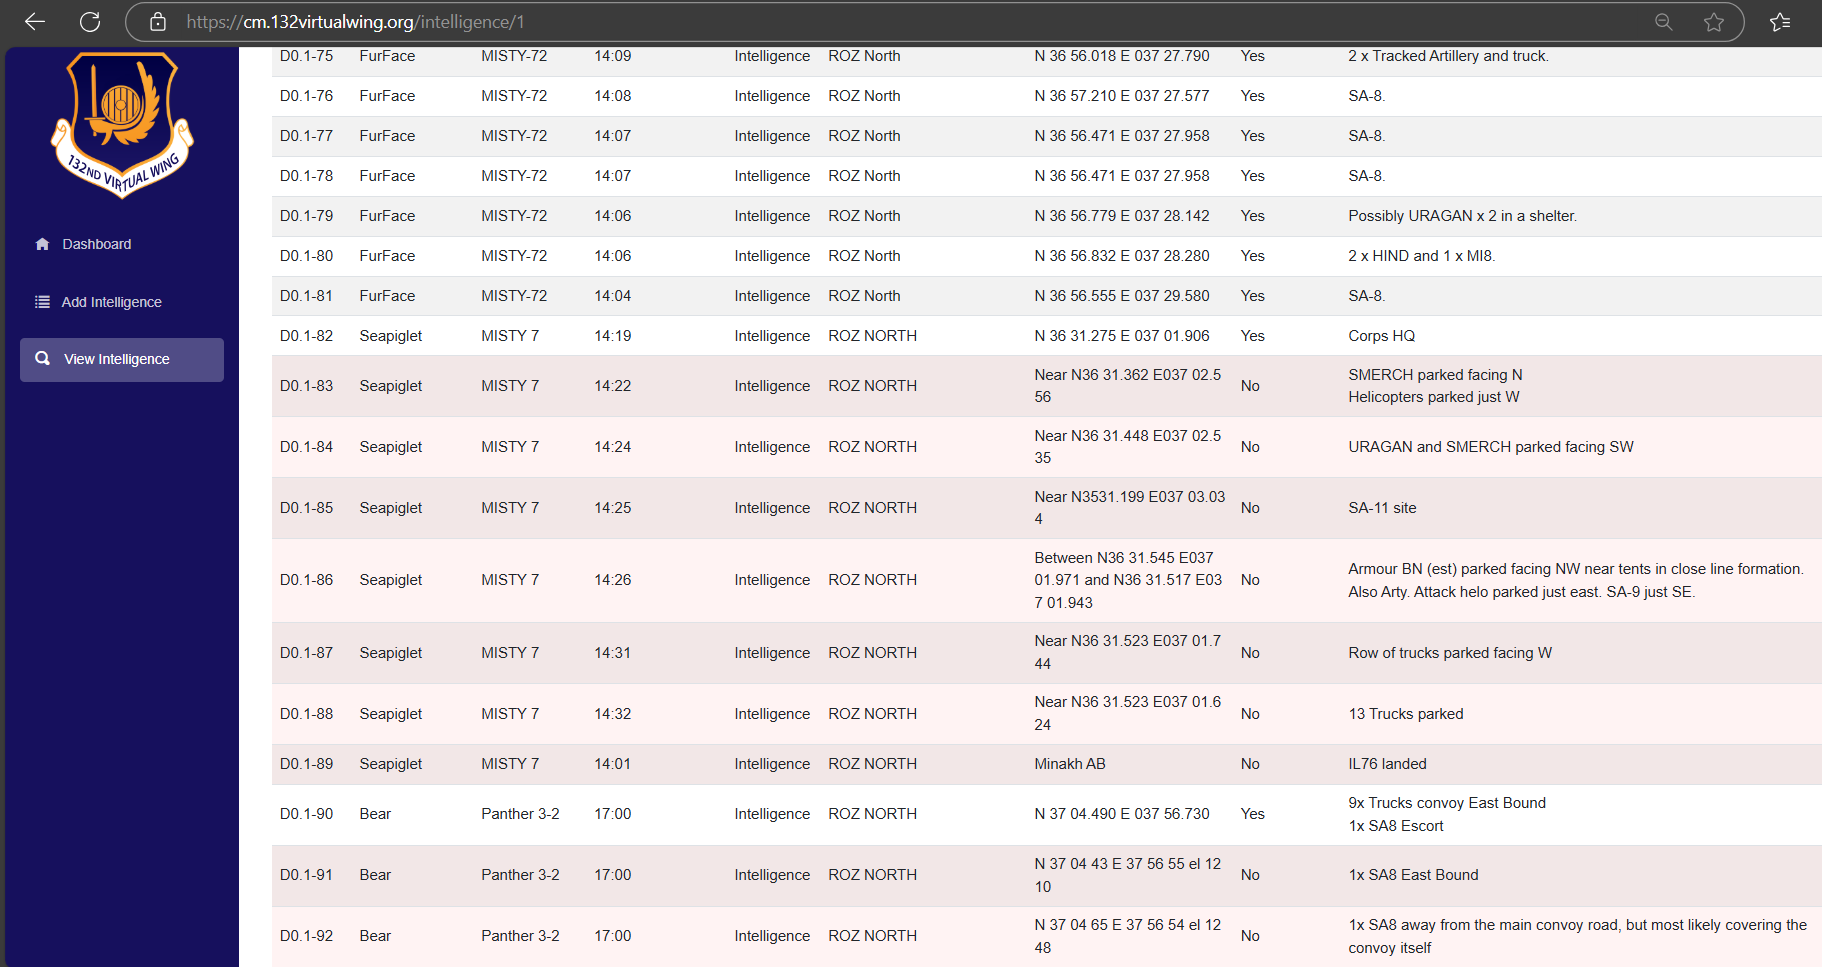 https://cm.132virtualwing.org/intelligence/1
132ND VIRTUAL WING
Dashboard
Add Intelligence
View Intelligence
D0.1-75 FurFace MISTY-72 14:09 Intelligence ROZ North N 36 56.018 E 037 27.790 Yes 2 x Tracked Artillery and truck.
D0.1-76 FurFace MISTY-72 14:08 Intelligence ROZ North N 36 57.210 E 037 27.577 Yes SA-8.
D0.1-77 FurFace MISTY-72 14:07 Intelligence ROZ North N 36 56.471 E 037 27.958 Yes SA-8.
D0.1-78 FurFace MISTY-72 14:07 Intelligence ROZ North N 36 56.471 E 037 27.958 Yes SA-8.
D0.1-79 FurFace MISTY-72 14:06 Intelligence ROZ North N 36 56.779 E 037 28.142 Yes Possibly URAGAN x 2 in a shelter.
D0.1-80 FurFace MISTY-72 14:06 Intelligence ROZ North N 36 56.832 E 037 28.280 Yes 2 x HIND and 1 x MI8.
D0.1-81 FurFace MISTY-72 14:04 Intelligence ROZ North N 36 56.555 E 037 29.580 Yes SA-8.
D0.1-82 Seapiglet MISTY 7 14:19 Intelligence ROZ NORTH N 36 31.275 E 037 01.906 Yes Corps HQ
D0.1-83 Seapiglet MISTY 7 14:22 Intelligence ROZ NORTH Near N36 31.362 E037 02.5
56 No SMERCH parked facing N
Helicopters parked just W
D0.1-84 Seapiglet MISTY 7 14:24 Intelligence ROZ NORTH Near N36 31.448 E037 02.5
35 No URAGAN and SMERCH parked facing SW
D0.1-85 Seapiglet MISTY 7 14:25 Intelligence ROZ NORTH Near N3531.199 E037 03.03
4 No SA-11 site
D0.1-86 Seapiglet MISTY 7 14:26 Intelligence ROZ NORTH Between N36 31.545 E037
01.971 and N36 31.517 E03
7 01.943 No Armour BN (est) parked facing NW near tents in close line formation.
Also Arty. Attack helo parked just east. SA-9 just SE.
D0.1-87 Seapiglet MISTY 7 14:31 Intelligence ROZ NORTH Near N36 31.523 E037 01.7
44 No Row of trucks parked facing W
D0.1-88 Seapiglet MISTY 7 14:32 Intelligence ROZ NORTH Near N36 31.523 E037 01.6
24 No 13 Trucks parked
D0.1-89 Seapiglet MISTY 7 14:01 Intelligence ROZ NORTH Minakh AB No IL76 landed
D0.1-90 Bear Panther 3-2 17:00 Intelligence ROZ NORTH N 37 04.490 E 037 56.730 Yes 9x Trucks convoy East Bound
1x SA8 Escort
D0.1-91 Bear Panther 3-2 17:00 Intelligence ROZ NORTH N 37 04 43 E 37 56 55 el 12
10 No 1x SA8 East Bound
D0.1-92 Bear Panther 3-2 17:00 Intelligence ROZ NORTH N 37 04 65 E 37 56 54 el 12
48 No 1x SA8 away from the main convoy road, but most likely covering the
convoy itself